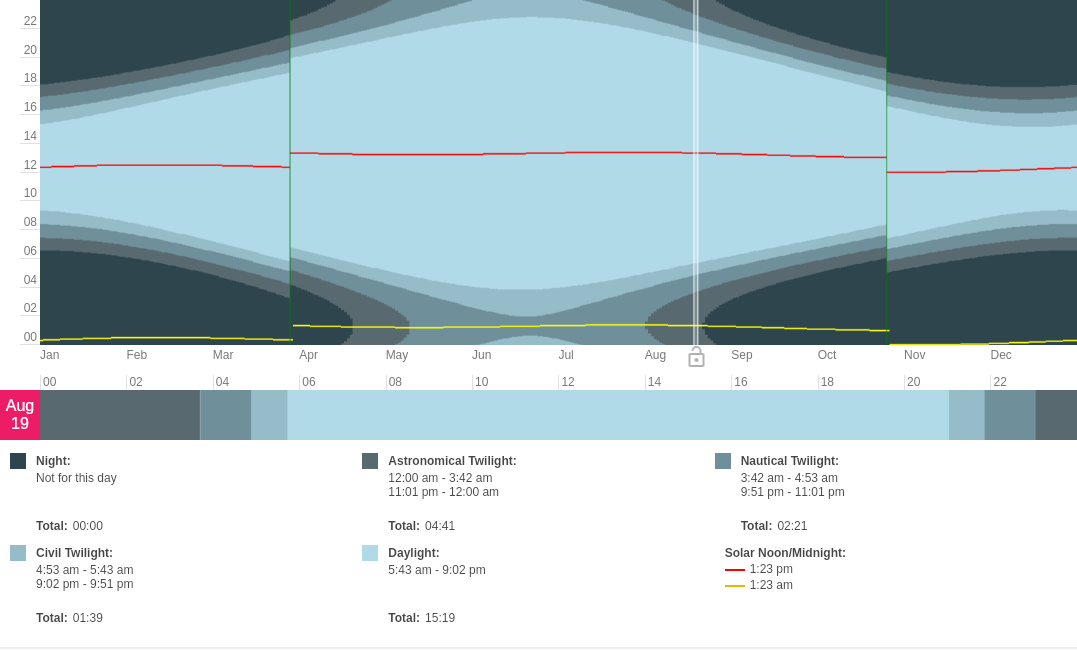 22
20
18
16
14
12
10
08
06
04
02
00
Jan Feb Mar Apr May Jun Jul Aug Sep Oct Nov Dec
00 02 04 06 08 10 12 14 16 18 20 22
Aug
19
Night:
Not for this day
Total: 00:00
Astronomical Twilight:
12:00 am - 3:42 am
11:01 pm - 12:00 am
Total: 04:41
Nautical Twilight:
3:42 am - 4:53 am
9:51 pm - 11:01 pm
Total: 02:21
Civil Twilight:
4:53 am - 5:43 am
9:02 pm - 9:51 pm
Total: 01:39
Daylight:
5:43 am - 9:02 pm
Total: 15:19
Solar Noon/Midnight:
1:23 pm
1:23 am